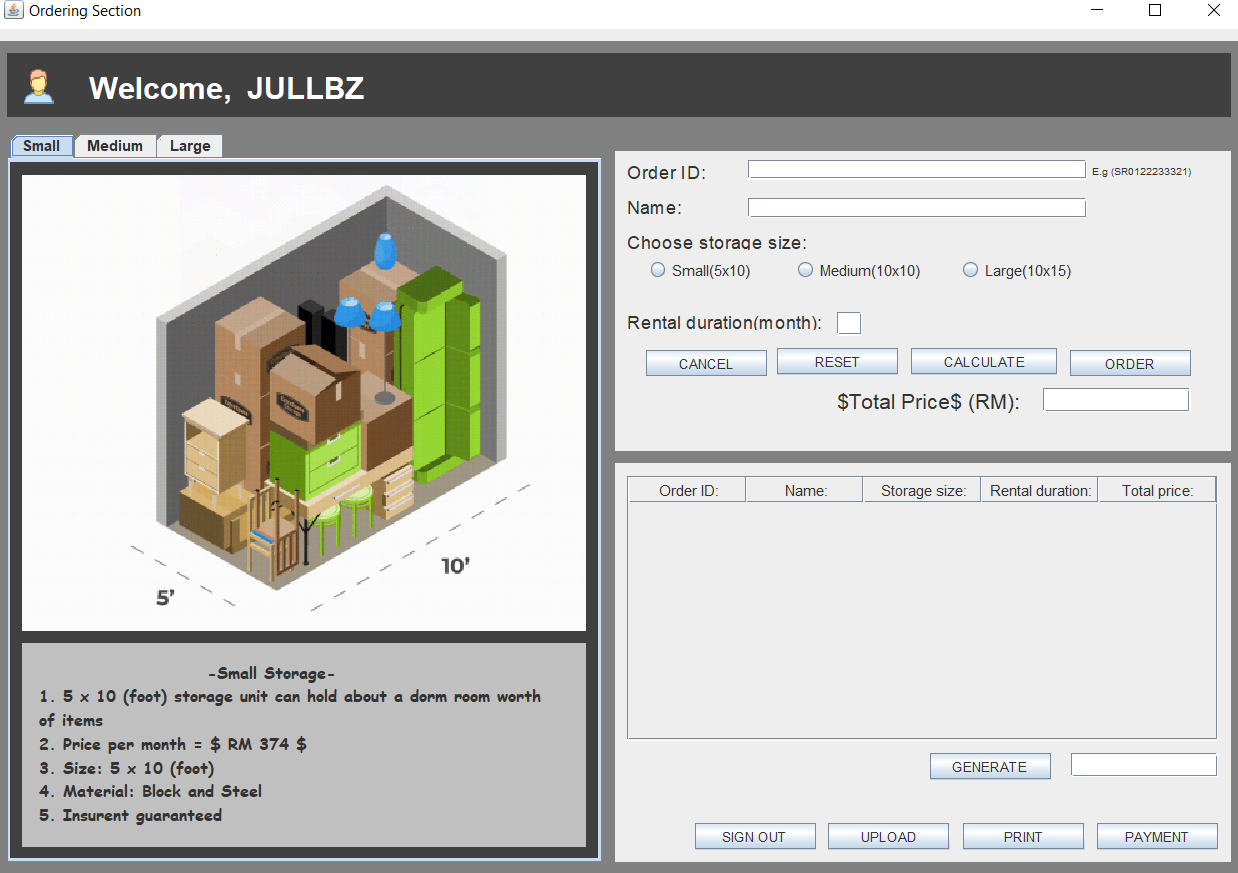 Ordering Section
Welcome, JULLBZ
Small Medium Large
5'
10'
-Small Storage-
1. 5 x 10 (foot) storage unit can hold about a dorm room worth
of items
2. Price per month = $ RM 374 $
3. Size: 5 x 10 (foot)
4. Material: Block and Steel
5. Insurent guaranteed
Order ID: E.g (SR0122233321)
Name:
Choose storage size:
Small(5x10) Medium(10x10) Large(10x15)
Rental duration(month):
CANCEL RESET CALCULATE ORDER
$Total Price$ (RM):
Order ID: Name: Storage size: Rental duration: Total price:
GENERATE
SIGN OUT UPLOAD PRINT PAYMENT